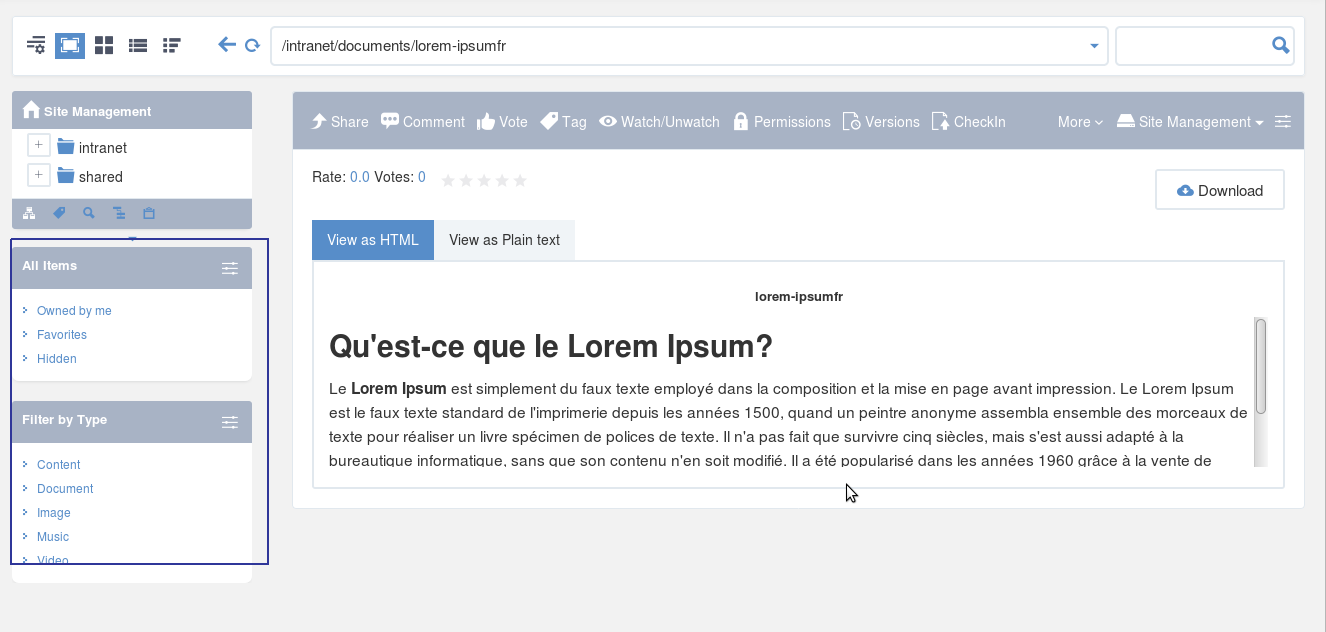 /intranet/documents/lorem-ipsumfr
Site Management
intranet
shared
All Items
Owned by me
Favorites
Hidden
Filter by Type
Content
Document
Image
Music
Video
Share Comment Vote Tag Watch/Unwatch Permissions Versions CheckIn More Site Management
Rate: 0.0 Votes: 0
Download
View as HTML View as Plain text
lorem-ipsumfr
Qu'est-ce que le Lorem Ipsum?
Le Lorem Ipsum est simplement du faux texte employé dans la composition et la mise en page avant impression. Le Lorem Ipsum
est le faux texte standard de l'imprimerie depuis les années 1500, quand un peintre anonyme assembla ensemble des morceaux de
texte pour réaliser un livre spécimen de polices de texte. Il n'a pas fait que survivre cinq siècles, mais s'est aussi adapté à la
bureautique informatique, sans que son contenu n'en soit modifié. Il a été popularisé dans les années 1960 grâce à la vente de